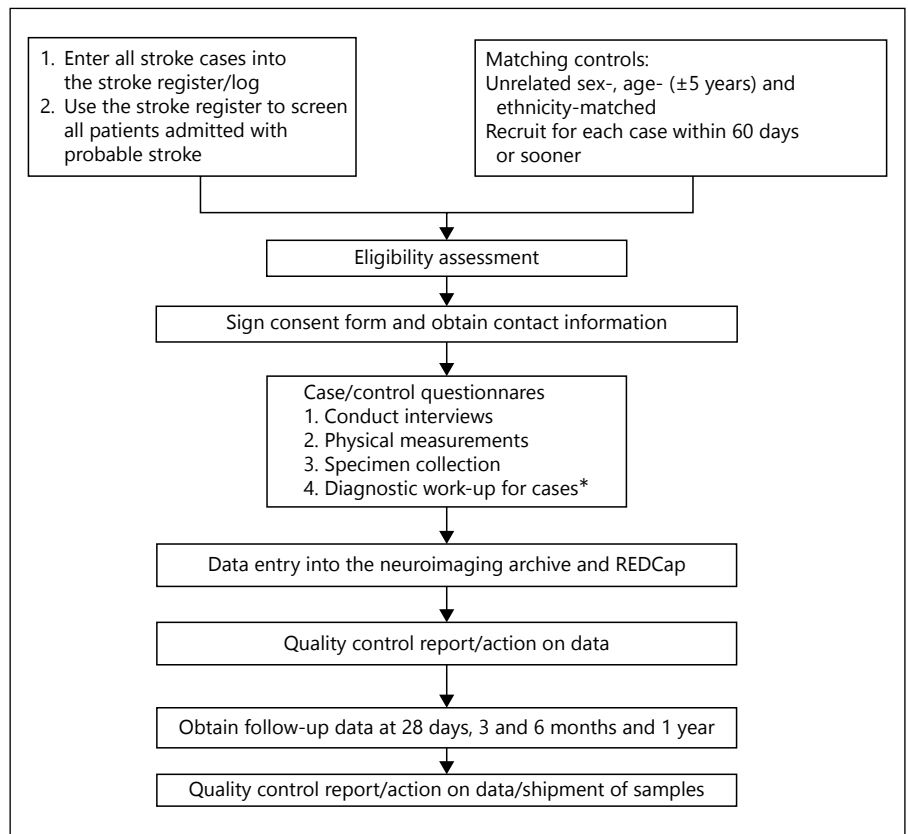 1. Enter all stroke cases into
the stroke register/log
2. Use the stroke register to screen
all patients admitted with
probable stroke
Matching controls:
Unrelated sex-, age- (±5 years) and
ethnicity-matched
Recruit for each case within 60 days
or sooner
Eligibility assessment
Sign consent form and obtain contact information
Case/control questionnares
1. Conduct interviews
2. Physical measurements
3. Specimen collection
4. Diagnostic work-up for cases*
Data entry into the neuroimaging archive and REDCap
Quality control report/action on data
Obtain follow-up data at 28 days, 3 and 6 months and 1 year
Quality control report/action on data/shipment of samples